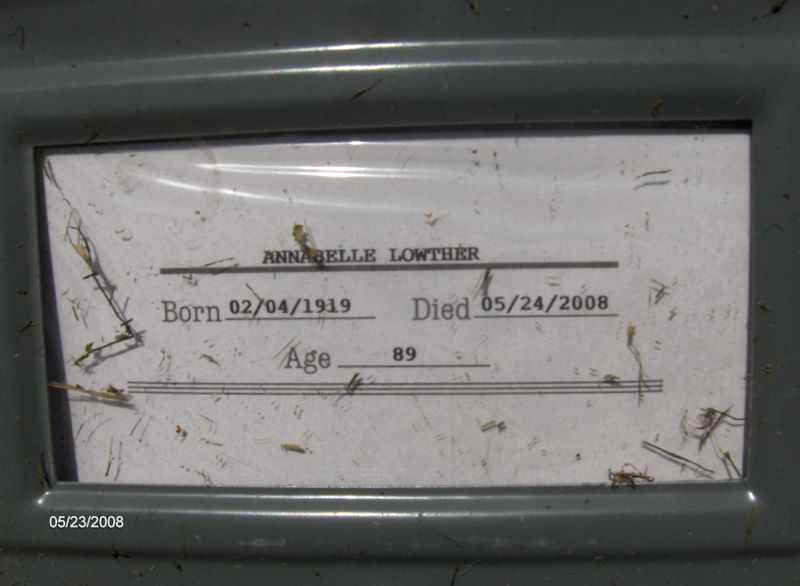 ANNABELLE LOWTHER
Born 02/04/1919 Died 05/24/2008
Age 89
05/23/2008